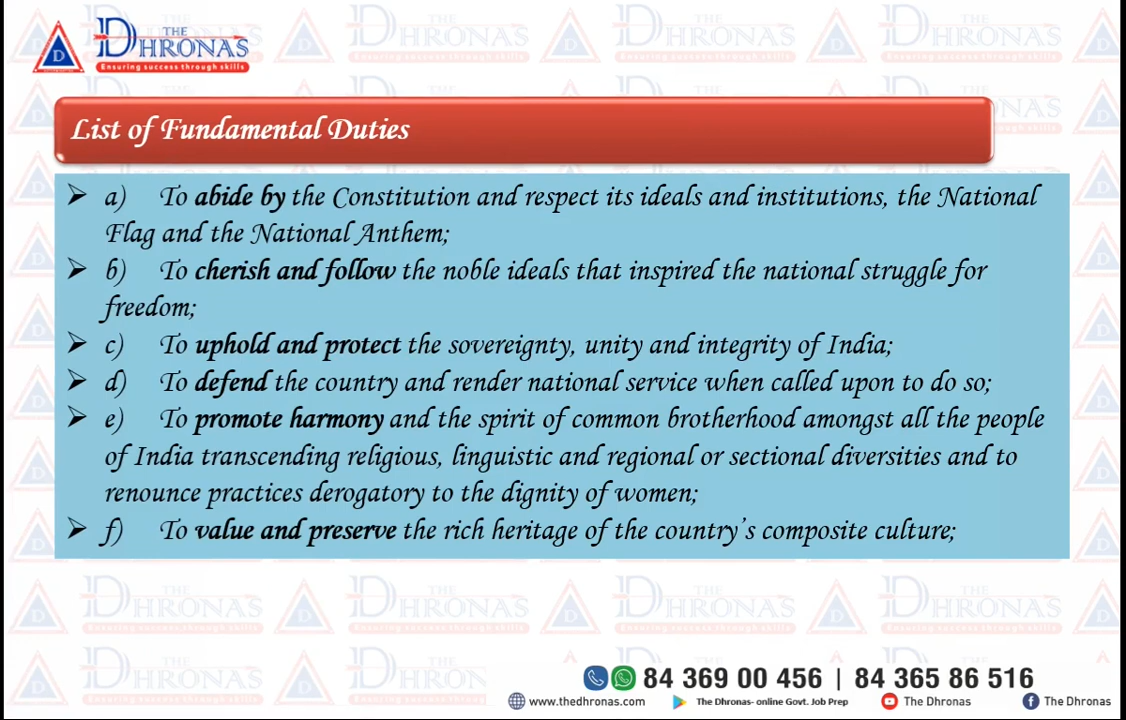 THE
DHRONAS
Ensuring success through skills
List of Fundamental Duties
a) To abide by the Constitution and respect its ideals and institutions, the National
Flag and the National Anthem;
b) To cherish and follow the noble ideals that inspired the national struggle for
freedom;
c) To uphold and protect the sovereignty, unity and integrity of India;
d) To defend the country and render national service when called upon to do so;
e) To promote harmony and the spirit of common brotherhood amongst all the people
of India transcending religious, linguistic and regional or sectional diversities and to
renounce practices derogatory to the dignity of women;
f) To value and preserve the rich heritage of the country's composite culture;
84 369 00 456 | 84 365 86 516
www.thedhronas.com The Dhronas- online Govt. Job Prep The Dhronas The Dhronas